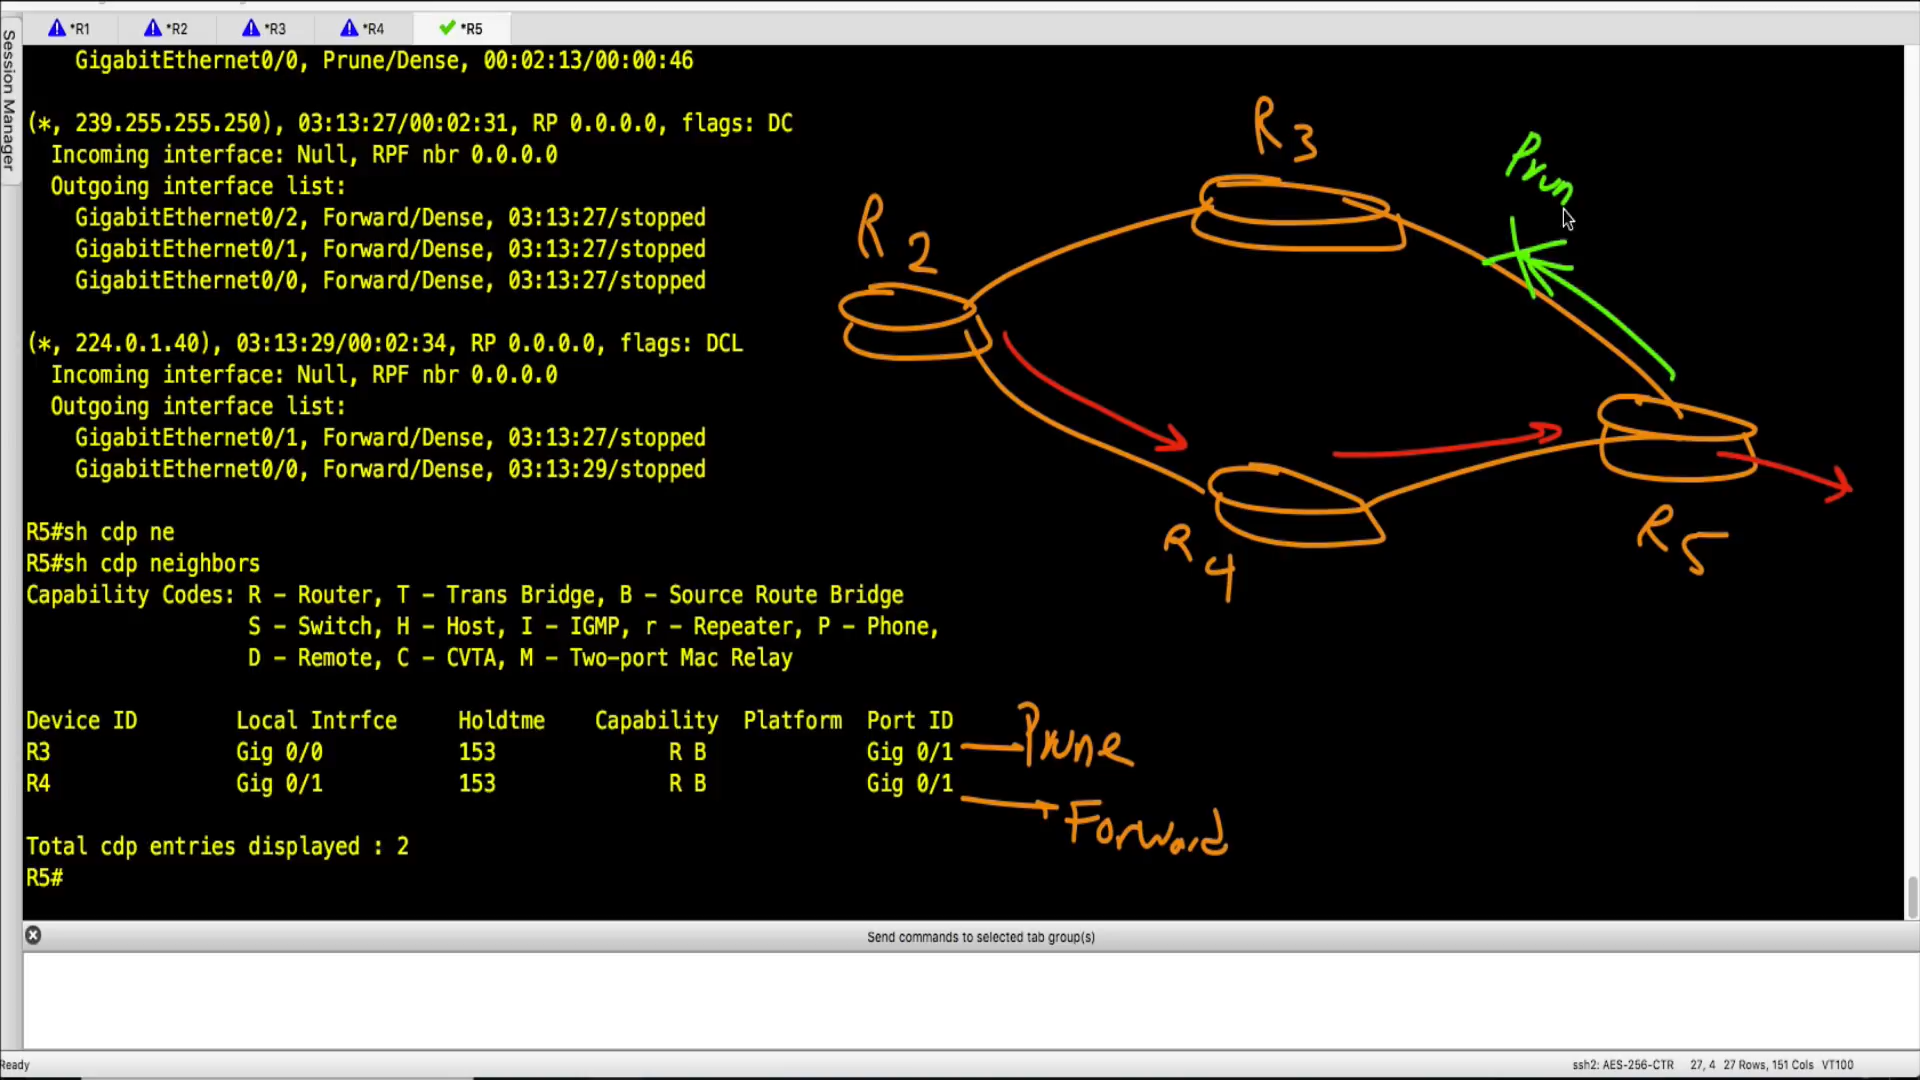 *R1
*R2
*R3
*R4
*R5
Session Manager
GigabitEthernet0/0, Prune/Dense, 00:02:13/00:00:46
(*, 239.255.255.250), 03:13:27/00:02:31, RP 0.0.0.0, flags: DC
Incoming interface: Null, RPF nbr 0.0.0.0
Outgoing interface list:
GigabitEthernet0/2, Forward/Dense, 03:13:27/stopped
GigabitEthernet0/1, Forward/Dense, 03:13:27/stopped
GigabitEthernet0/0, Forward/Dense, 03:13:27/stopped
(*, 224.0.1.40), 03:13:29/00:02:34, RP 0.0.0.0, flags: DCL
Incoming interface: Null, RPF nbr 0.0.0.0
Outgoing interface list:
GigabitEthernet0/1, Forward/Dense, 03:13:27/stopped
GigabitEthernet0/0, Forward/Dense, 03:13:29/stopped
R5#sh cdp ne
R5#sh cdp neighbors
Capability Codes: R - Router, T - Trans Bridge, B - Source Route Bridge
S - Switch, H - Host, I - IGMP, r - Repeater, P - Phone,
D - Remote, C - CVTA, M - Two-port Mac Relay
Device ID Local Intrfce Holdtme Capability Platform Port ID
R3 Gig 0/0 153 R B Gig 0/1
R4 Gig 0/1 153 R B Gig 0/1
Total cdp entries displayed : 2
R5#
R3
Prun
R2
R4
R5
Prune
Forward
Send commands to selected tab group(s)
Ready
ssh2: AES-256-CTR 27, 4 27 Rows, 151 Cols VT100